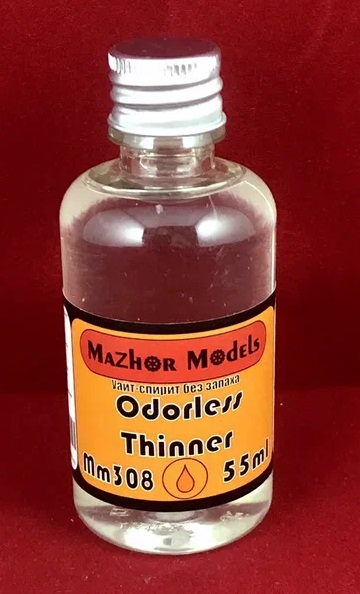 MaZhor Models
Уайт-спирит без запаха
Odorless
Thinner
Mm308 55ml